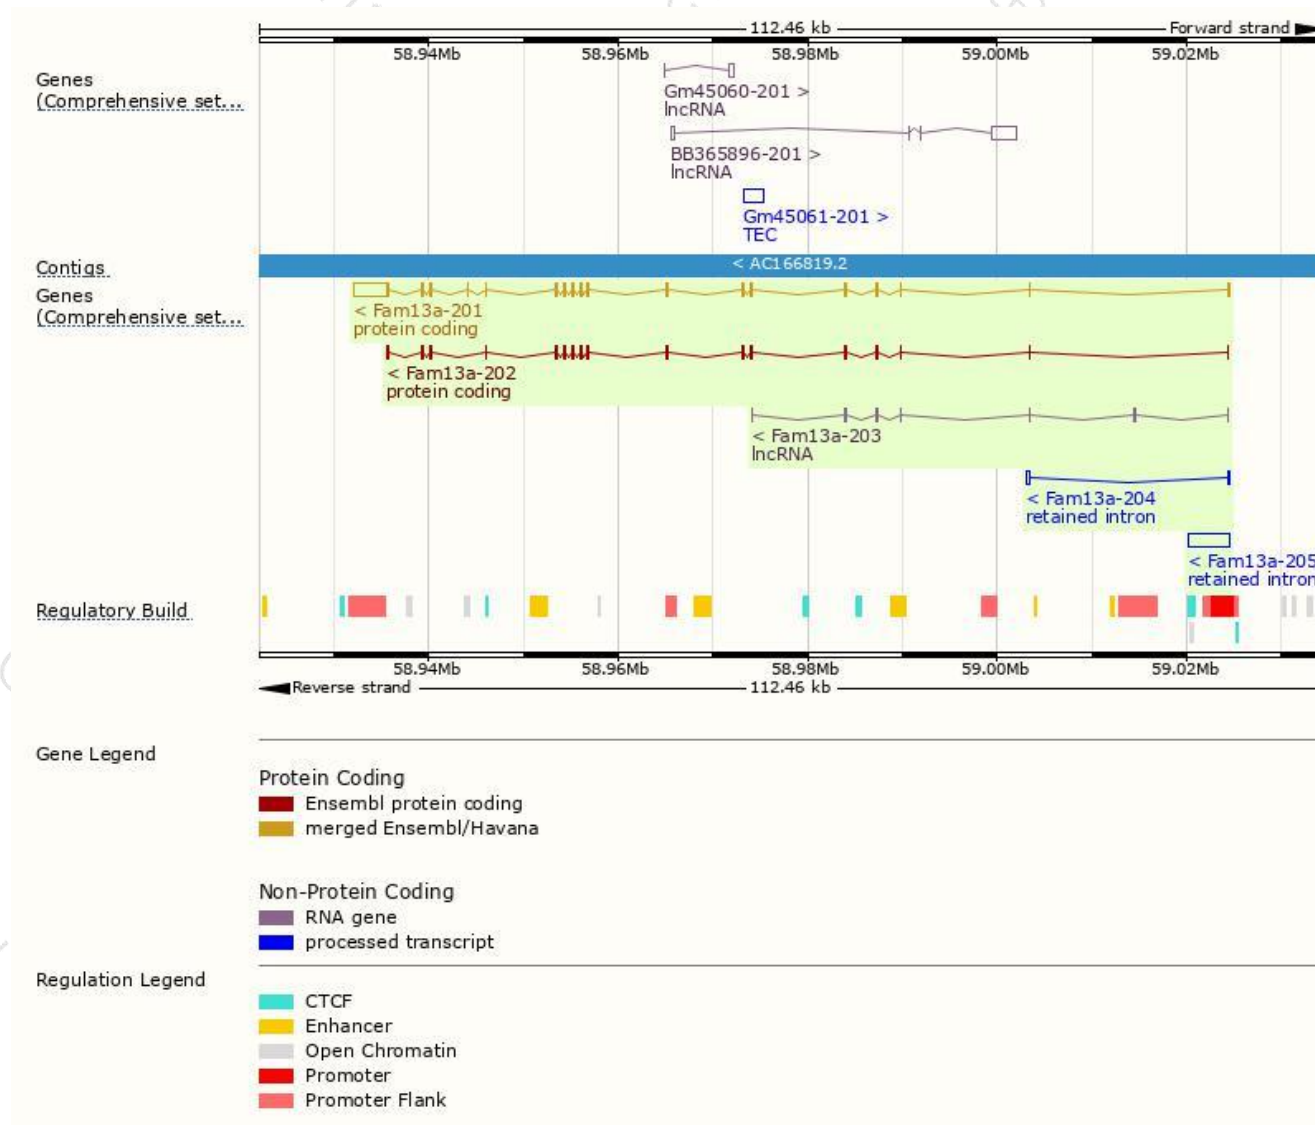 112.46 kb
Forward strand
58.94Mb 58.96Mb 58.98Mb 59.00Mb 59.02Mb
Genes
(Comprehensive set...
Gm45060-201 >
lncRNA
BB365896-201 >
lncRNA
Gm45061-201 >
TEC
Contigs
< AC166819.2
Genes
(Comprehensive set...
< Fam13a-201
protein coding
< Fam13a-202
protein coding
< Fam13a-203
lncRNA
< Fam13a-204
retained intron
< Fam13a-205
retained intron
Regulatory Build
58.94Mb 58.96Mb 58.98Mb 59.00Mb 59.02Mb
Reverse strand
112.46 kb
Gene Legend
Protein Coding
Ensembl protein coding
merged Ensembl/Havana
Non-Protein Coding
RNA gene
processed transcript
Regulation Legend
CTCF
Enhancer
Open Chromatin
Promoter
Promoter Flank